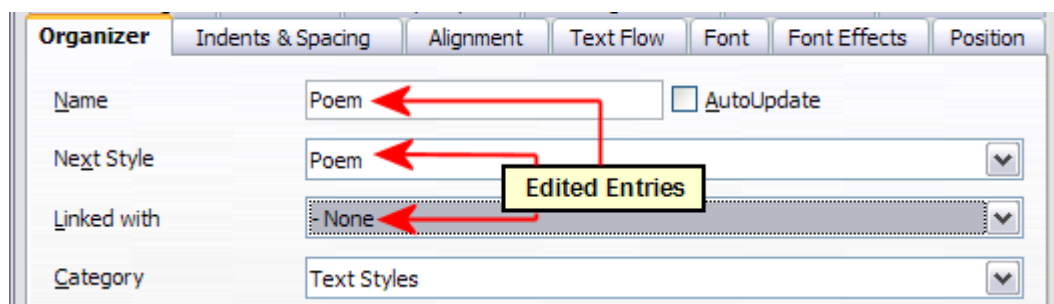 Organizer Indents & Spacing Alignment Text Flow Font Font Effects Position
Name Poem AutoUpdate
Next Style Poem
Edited Entries
Linked with - None
Category Text Styles